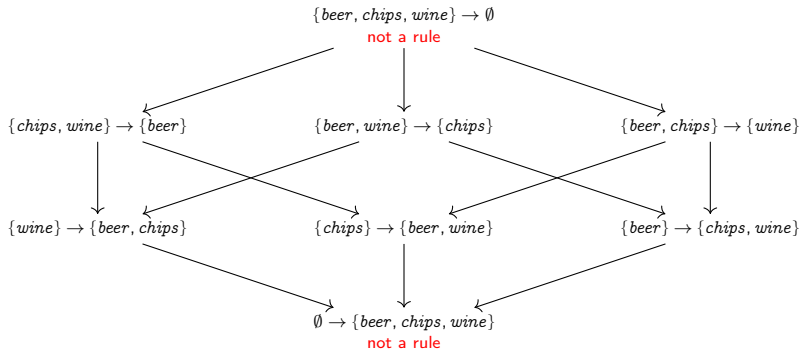 {beer, chips, wine} → ∅
not a rule
{chips, wine} → {beer}
{beer, wine} → {chips}
{beer, chips} → {wine}
{wine} → {beer, chips}
{chips} → {beer, wine}
{beer} → {chips, wine}
∅ → {beer, chips, wine}
not a rule